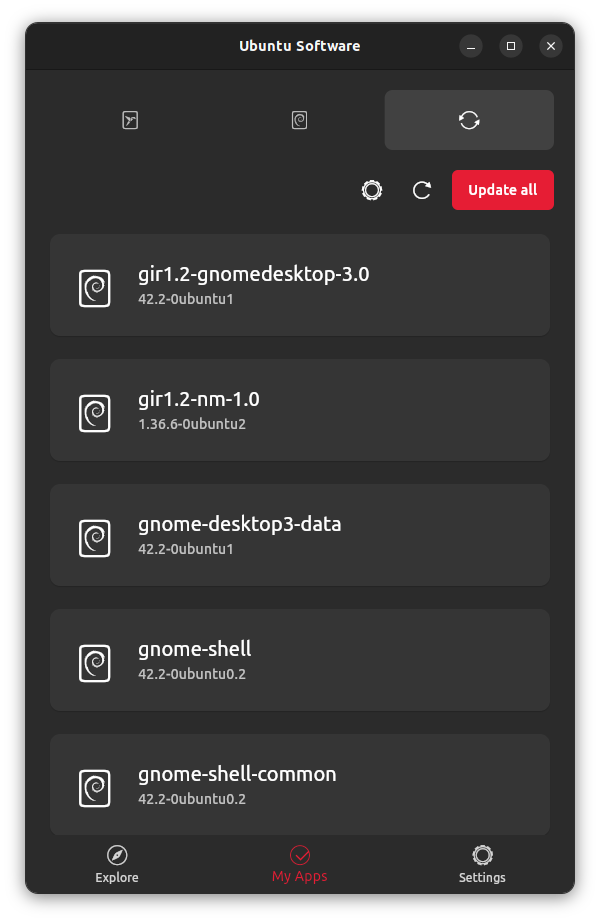 Ubuntu Software
Update all
gir1.2-gnomedesktop-3.0
42.2-0ubuntu1
gir1.2-nm-1.0
1.36.6-0ubuntu2
gnome-desktop3-data
42.2-0ubuntu1
gnome-shell
42.2-0ubuntu0.2
gnome-shell-common
42.2-0ubuntu0.2
Explore
My Apps
Settings